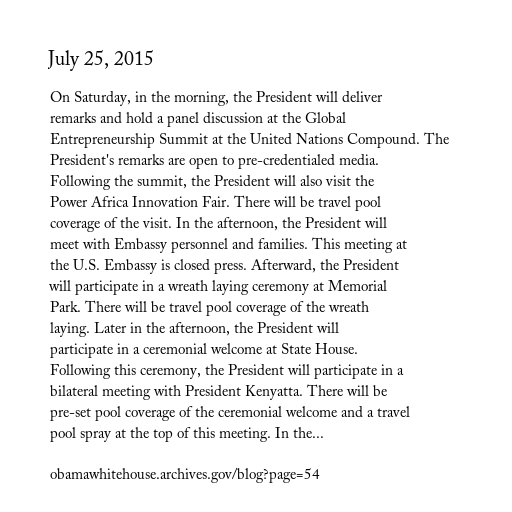 July 25, 2015
On Saturday, in the morning, the President will deliver
remarks and hold a panel discussion at the Global
Entrepreneurship Summit at the United Nations Compound. The
President's remarks are open to pre-credentialed media.
Following the summit, the President will also visit the
Power Africa Innovation Fair. There will be travel pool
coverage of the visit. In the afternoon, the President will
meet with Embassy personnel and families. This meeting at
the U.S. Embassy is closed press. Afterward, the President
will participate in a wreath laying ceremony at Memorial
Park. There will be travel pool coverage of the wreath
laying. Later in the afternoon, the President will
participate in a ceremonial welcome at State House.
Following this ceremony, the President will participate in a
bilateral meeting with President Kenyatta. There will be
pre-set pool coverage of the ceremonial welcome and a travel
pool spray at the top of this meeting. In the...
obamawhitehouse.archives.gov/blog?page=54